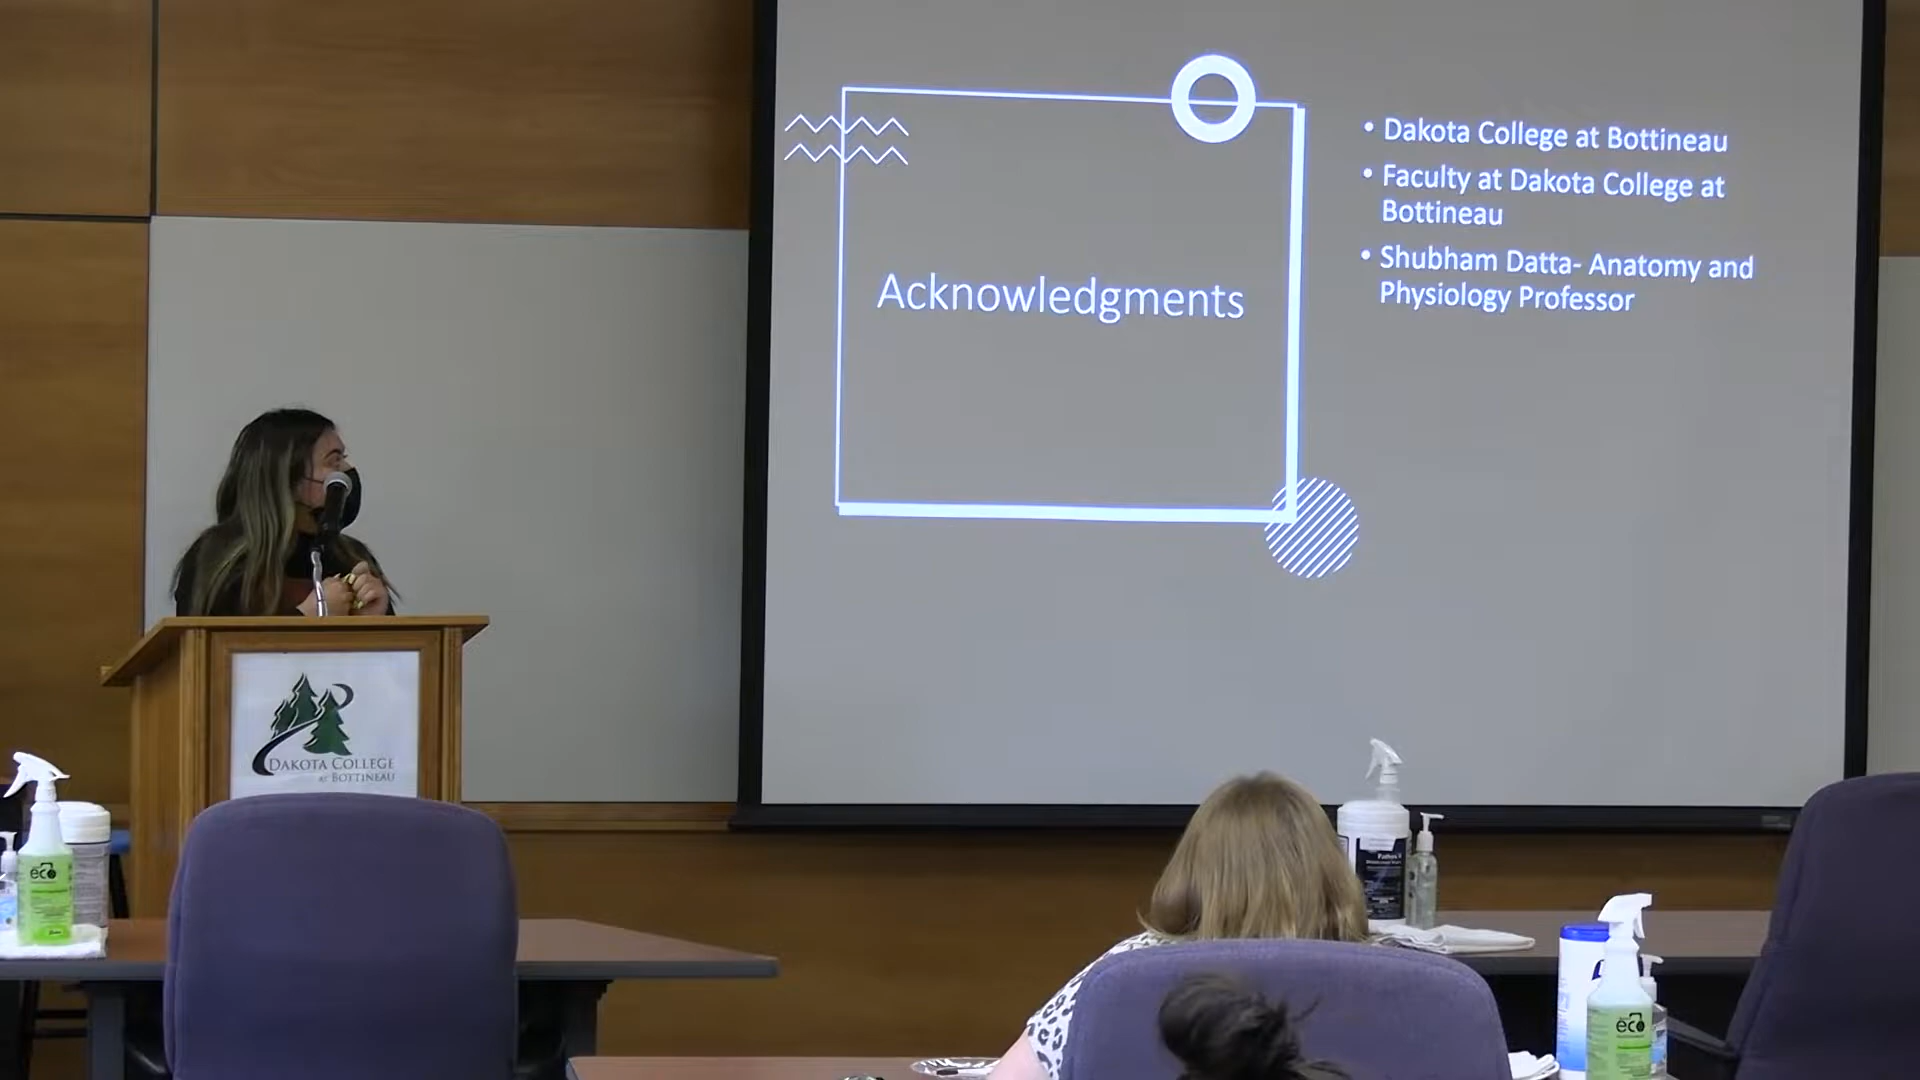 Acknowledgments
• Dakota College at Bottineau
• Faculty at Dakota College at
Bottineau
• Shubham Datta- Anatomy and
Physiology Professor
DAKOTA COLLEGE
AT BOTTINEAU
eco
eco